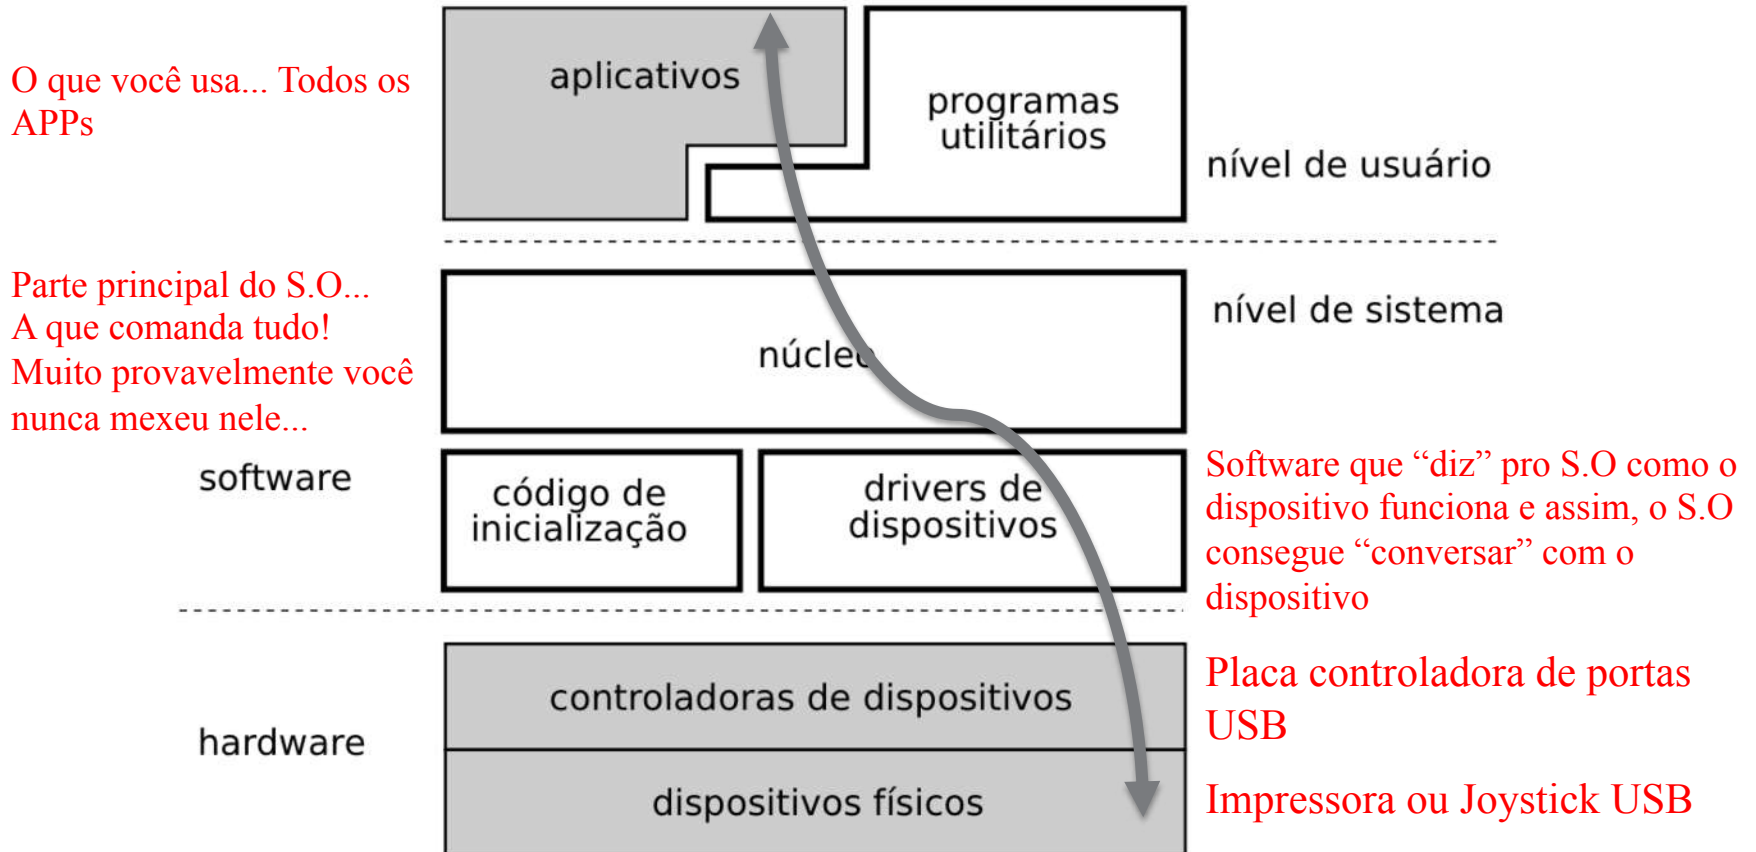 O que você usa... Todos os
APPs
aplicativos
programas
utilitários
nível de usuário
Parte principal do S.O...
A que comanda tudo!
Muito provavelmente você
nunca mexeu nele...
núcleo
nível de sistema
software
código de
inicialização
drivers de
dispositivos
Software que “diz” pro S.O como o
dispositivo funciona e assim, o S.O
consegue “conversar” com o
dispositivo
hardware
controladoras de dispositivos
Placa controladora de portas
USB
dispositivos físicos
Impressora ou Joystick USB